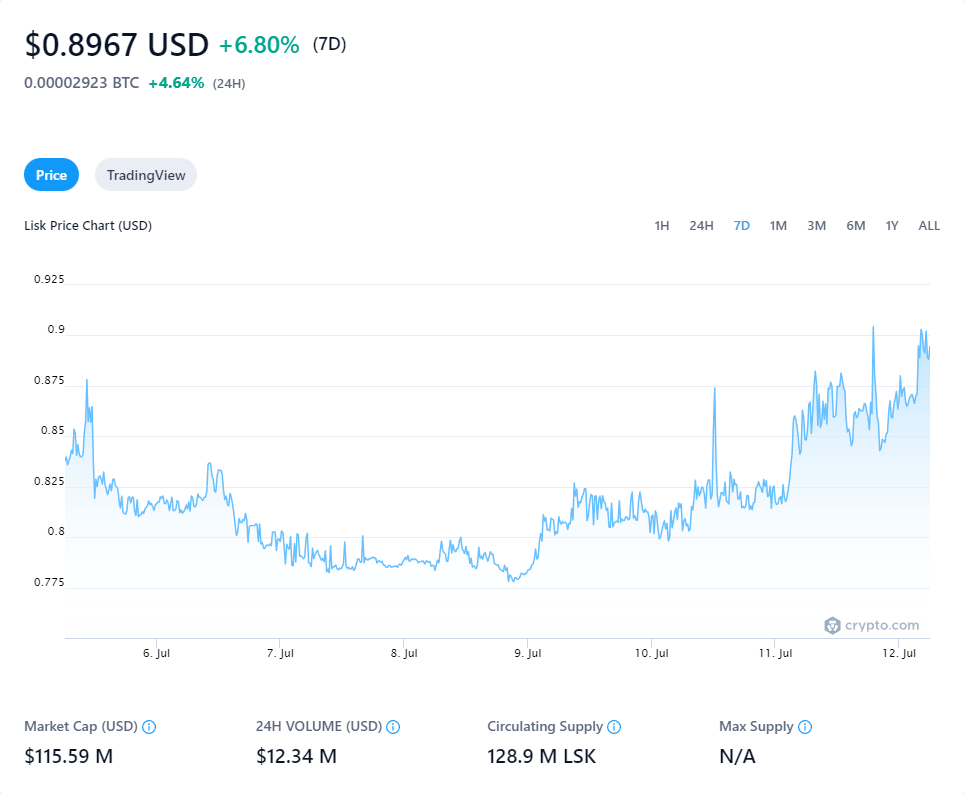 $0.8967 USD +6.80% (7D)
0.00002923 BTC +4.64% (24H)
Price TradingView
Lisk Price Chart (USD) 1H 24H 7D 1M 3M 6M 1Y ALL
0.925
0.9
0.875
0.85
0.825
0.8
0.775
crypto.com
6. Jul 7. Jul 8. Jul 9. Jul 10. Jul 11. Jul 12. Jul
Market Cap (USD) 24H VOLUME (USD) Circulating Supply Max Supply
$115.59 M $12.34 M 128.9 M LSK N/A